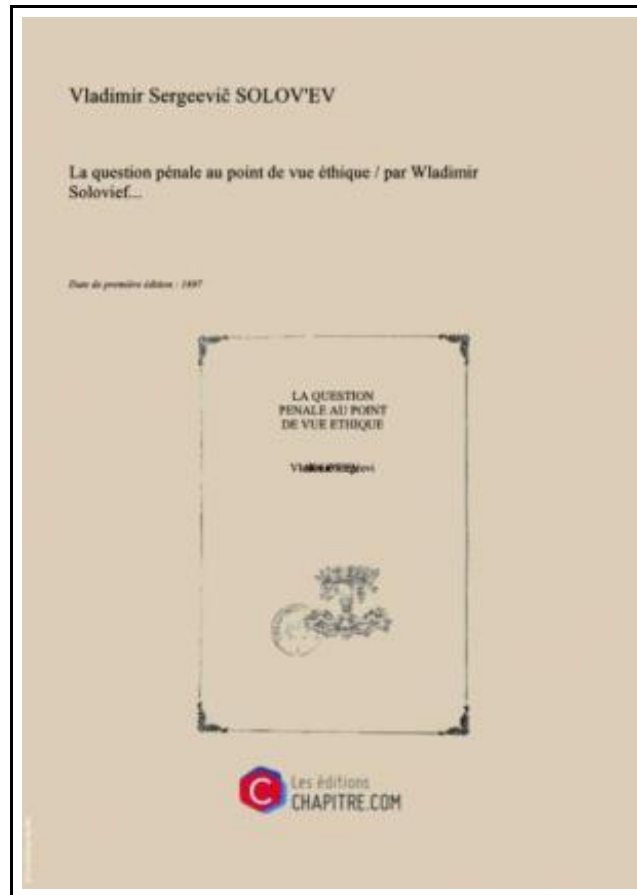 Vladimir Sergeevič SOLOV'EV
La question pénale au point de vue éthique / par Wladimir
Solovief...
Date de première édition : 1897
LA QUESTION
PENALE AU POINT
DE VUE ETHIQUE
C
Les éditions
CHAPITRE.COM